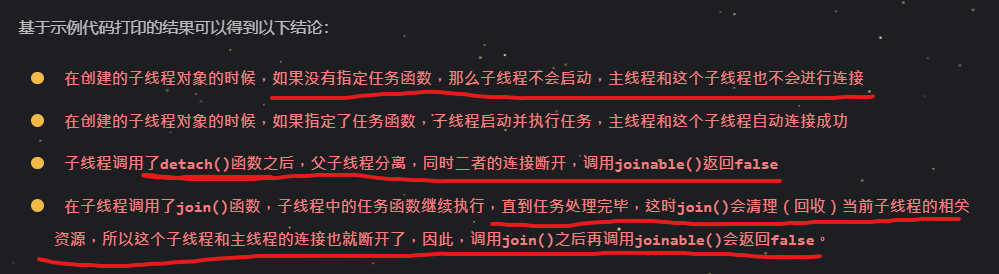 基于示例代码打印的结果可以得到以下结论：
在创建的子线程对象的时候，如果没有指定任务函数，那么子线程不会启动，主线程和这个子线程也不会进行连接
在创建的子线程对象的时候，如果指定了任务函数，子线程启动并执行任务，主线程和这个子线程自动连接成功
子线程调用了detach()函数之后，父子线程分离，同时二者的连接断开，调用joinable()返回false
在子线程调用了join()函数，子线程中的任务函数继续执行，直到任务处理完毕，这时join()会清理（回收）当前子线程的相关
资源，所以这个子线程和主线程的连接也就断开了，因此，调用join()之后再调用joinable()会返回false。